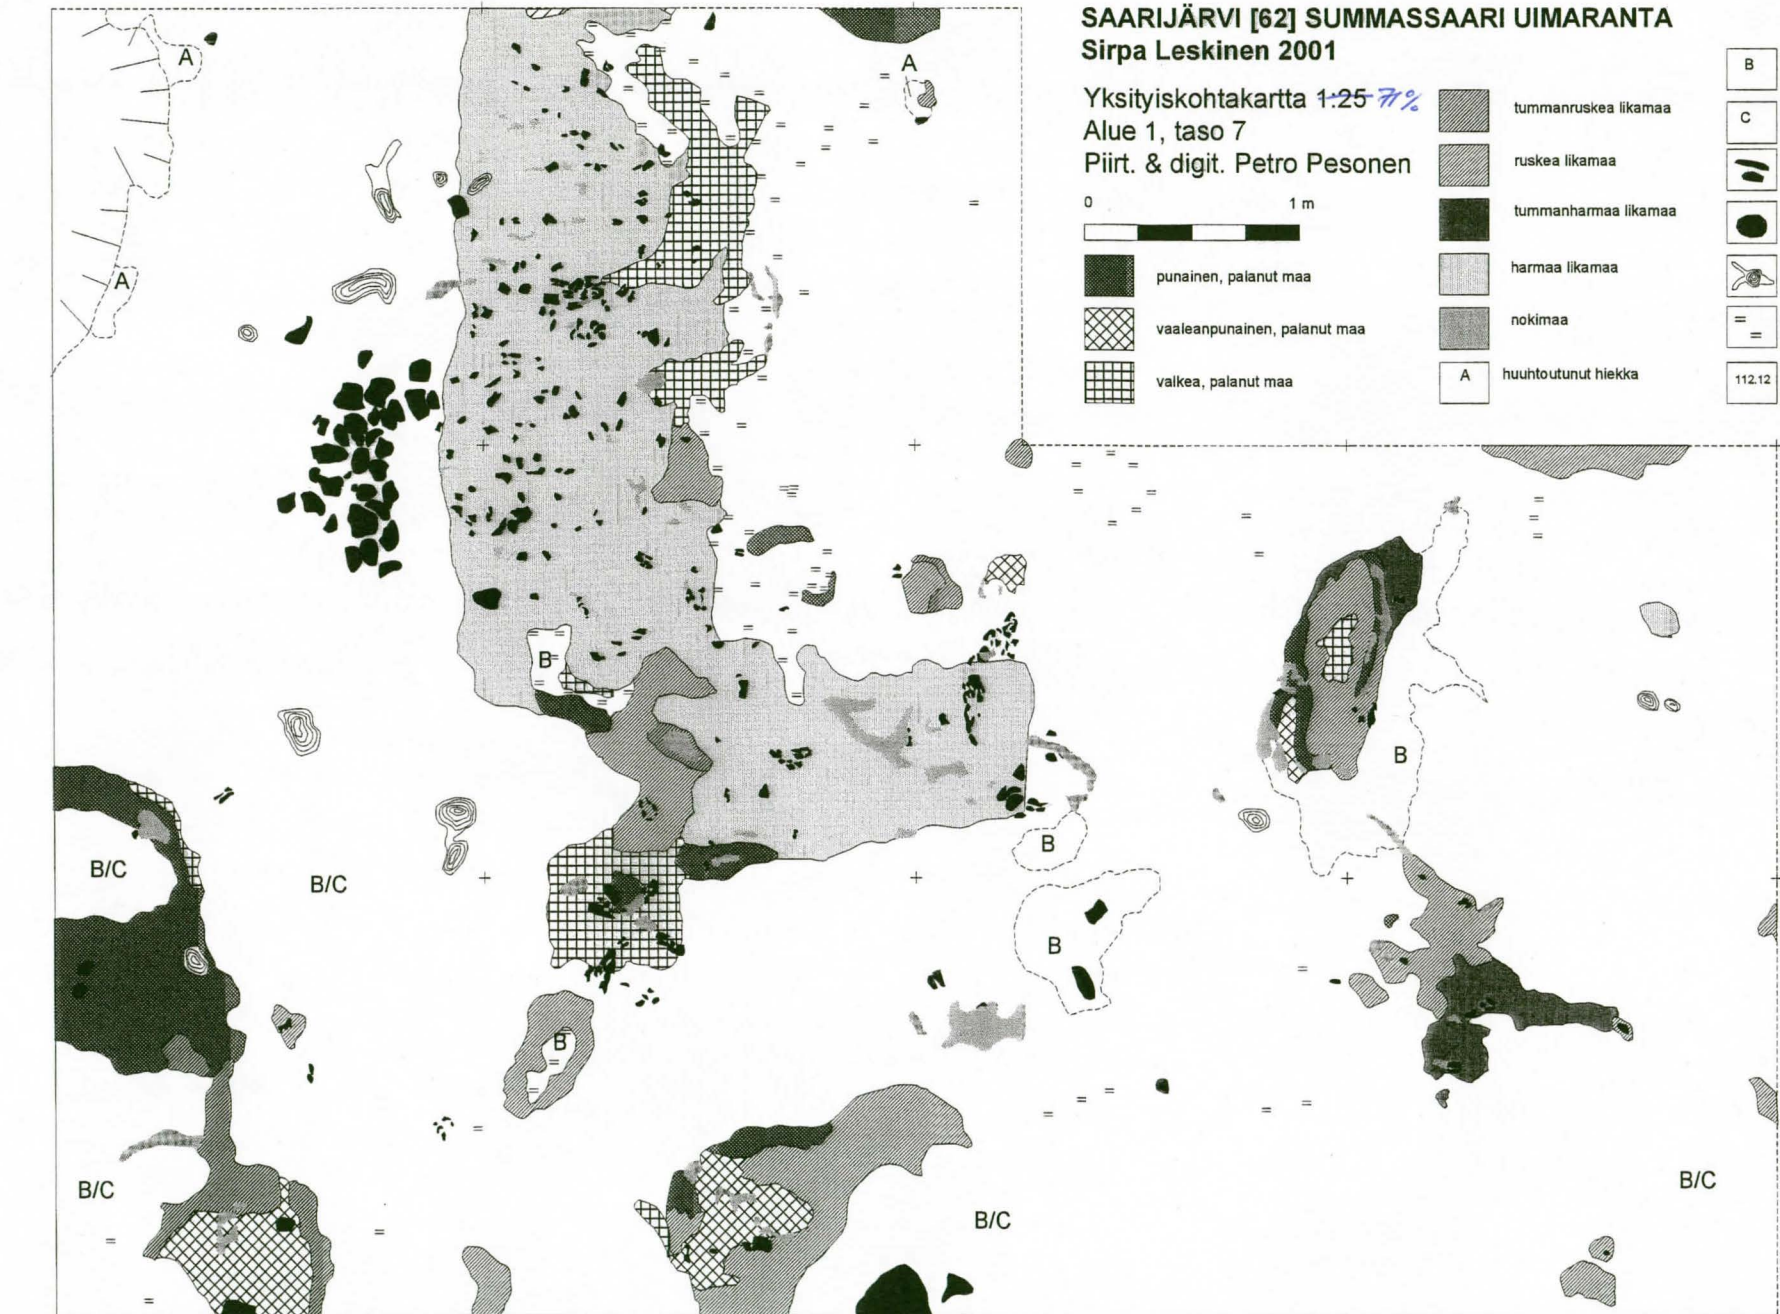 SAARIJÄRVI [62] SUMMASSAARI UIMARANTA
Sirpa Leskinen 2001
Yksityiskohtakartta 1:25 71%
Alue 1, taso 7
Piirt. & digit. Petro Pesonen
0 1 m
punainen, palanut maa
vaaleanpunainen, palanut maa
valkea, palanut maa
tummanruskea likamaa
ruskea likamaa
tummanharmaa likamaa
harmaa likamaa
nokimaa
A huuhtoutunut hiekka
B
C
112.12
A
A
A
B
B
B
B
B
B/C
B/C
B/C
B/C
B/C